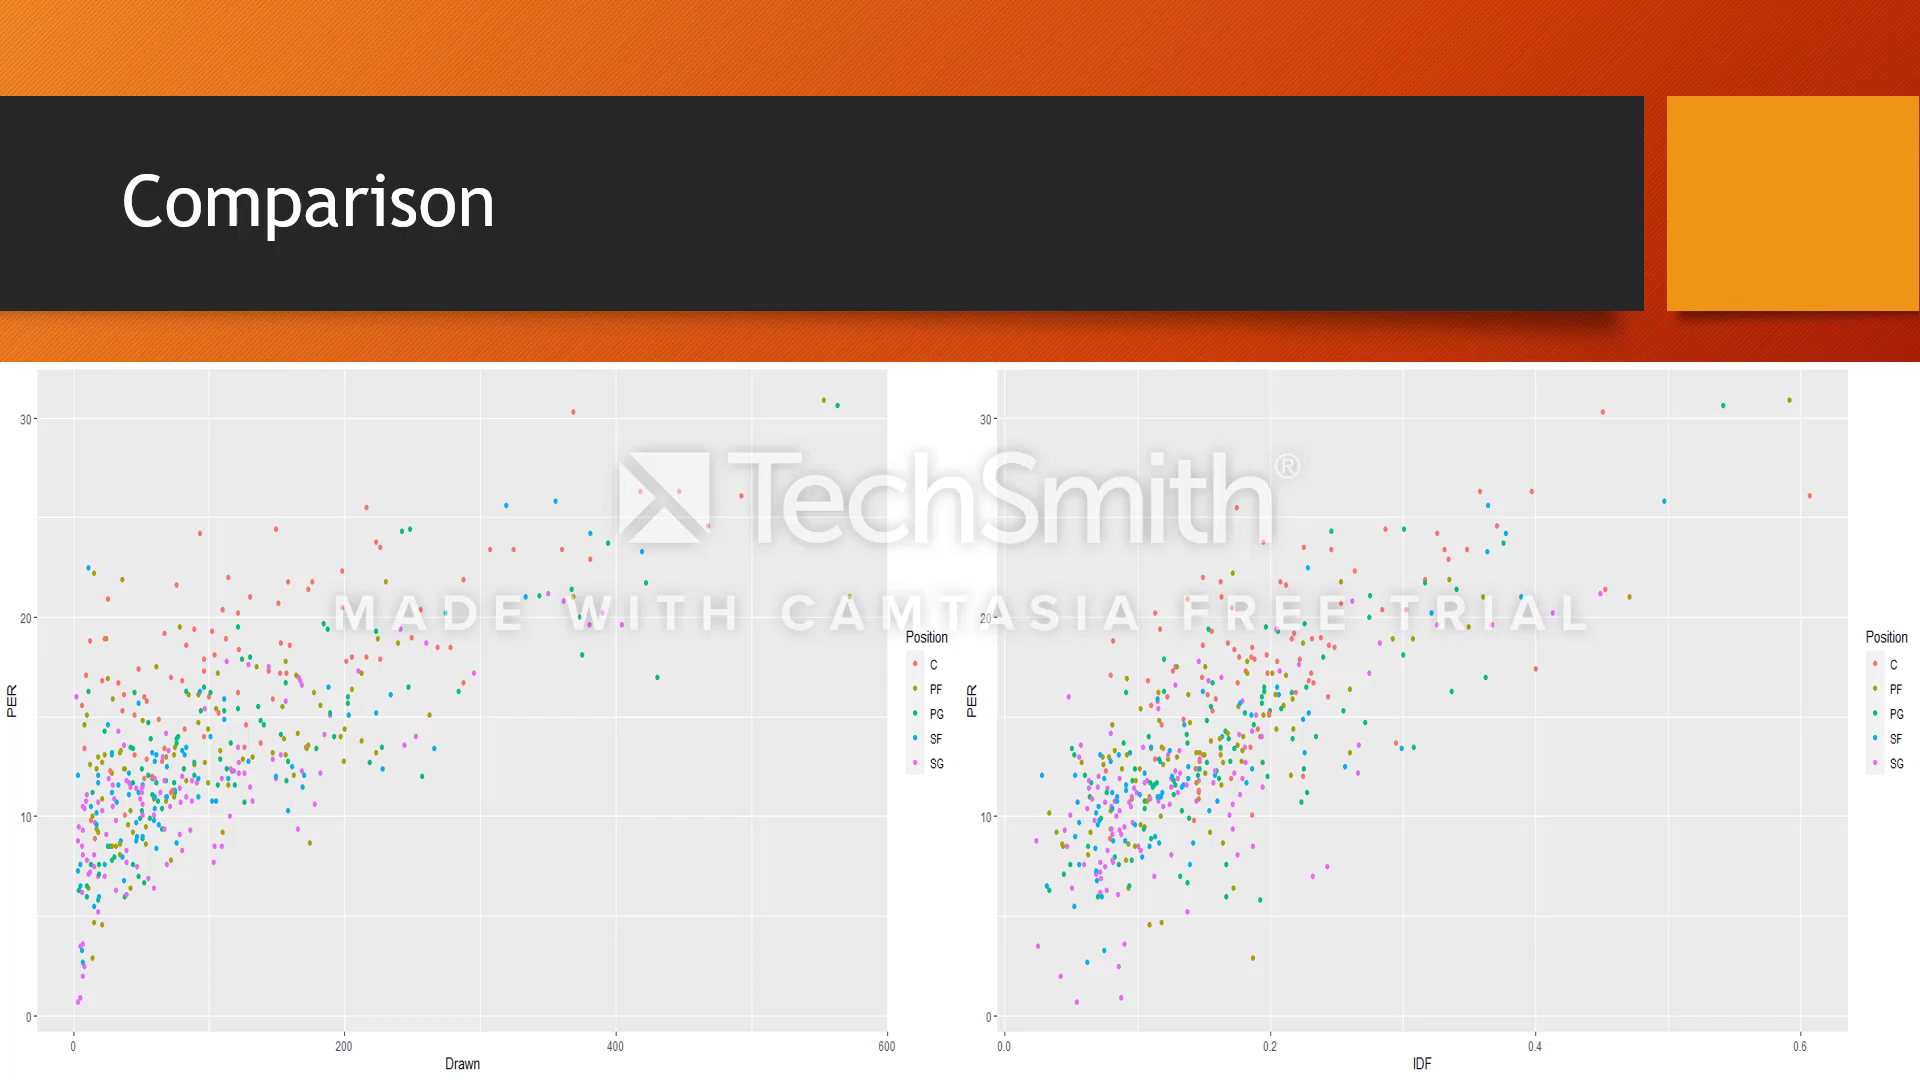 Comparison
TechSmith®
MADE WITH CAMTASIA FREE TRIAL
30
20
10
0
PER
0
200
400
600
Drawn
Position
C
PF
PG
SF
SG
30
20
10
0
PER
0.0
0.2
0.4
0.6
IDF
Position
C
PF
PG
SF
SG